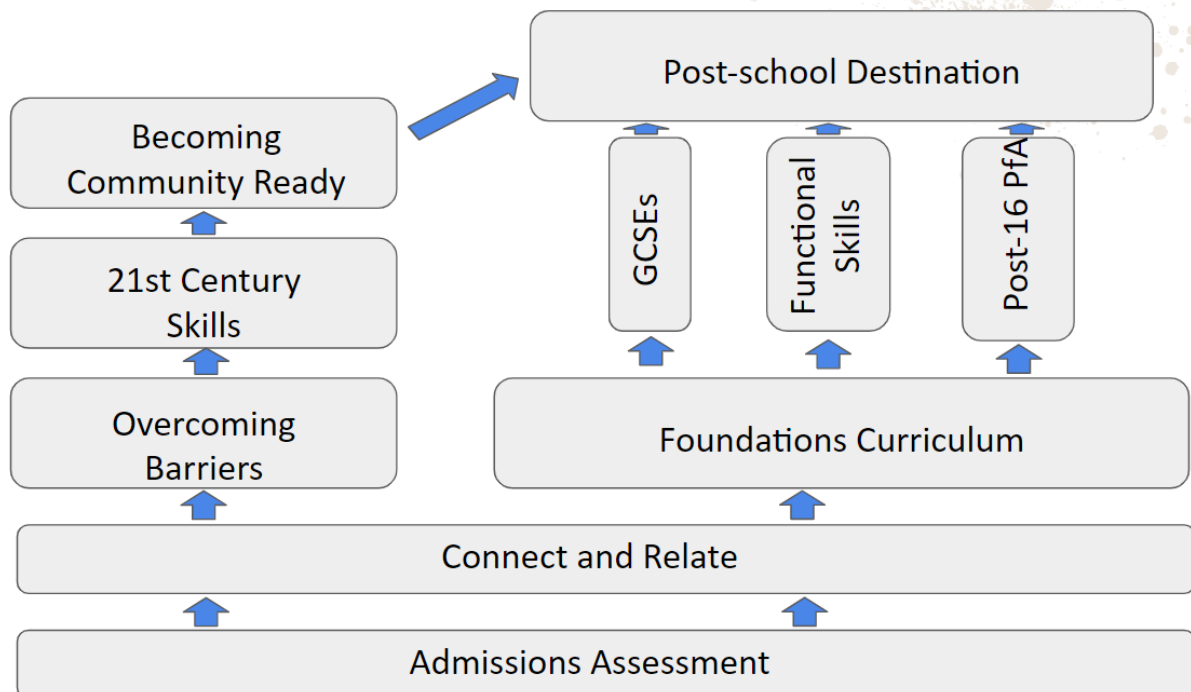 Post-school Destination
Becoming
Community Ready
GCSEs
Functional
Skills
Post-16 PfA
21st Century
Skills
Overcoming
Barriers
Foundations Curriculum
Connect and Relate
Admissions Assessment